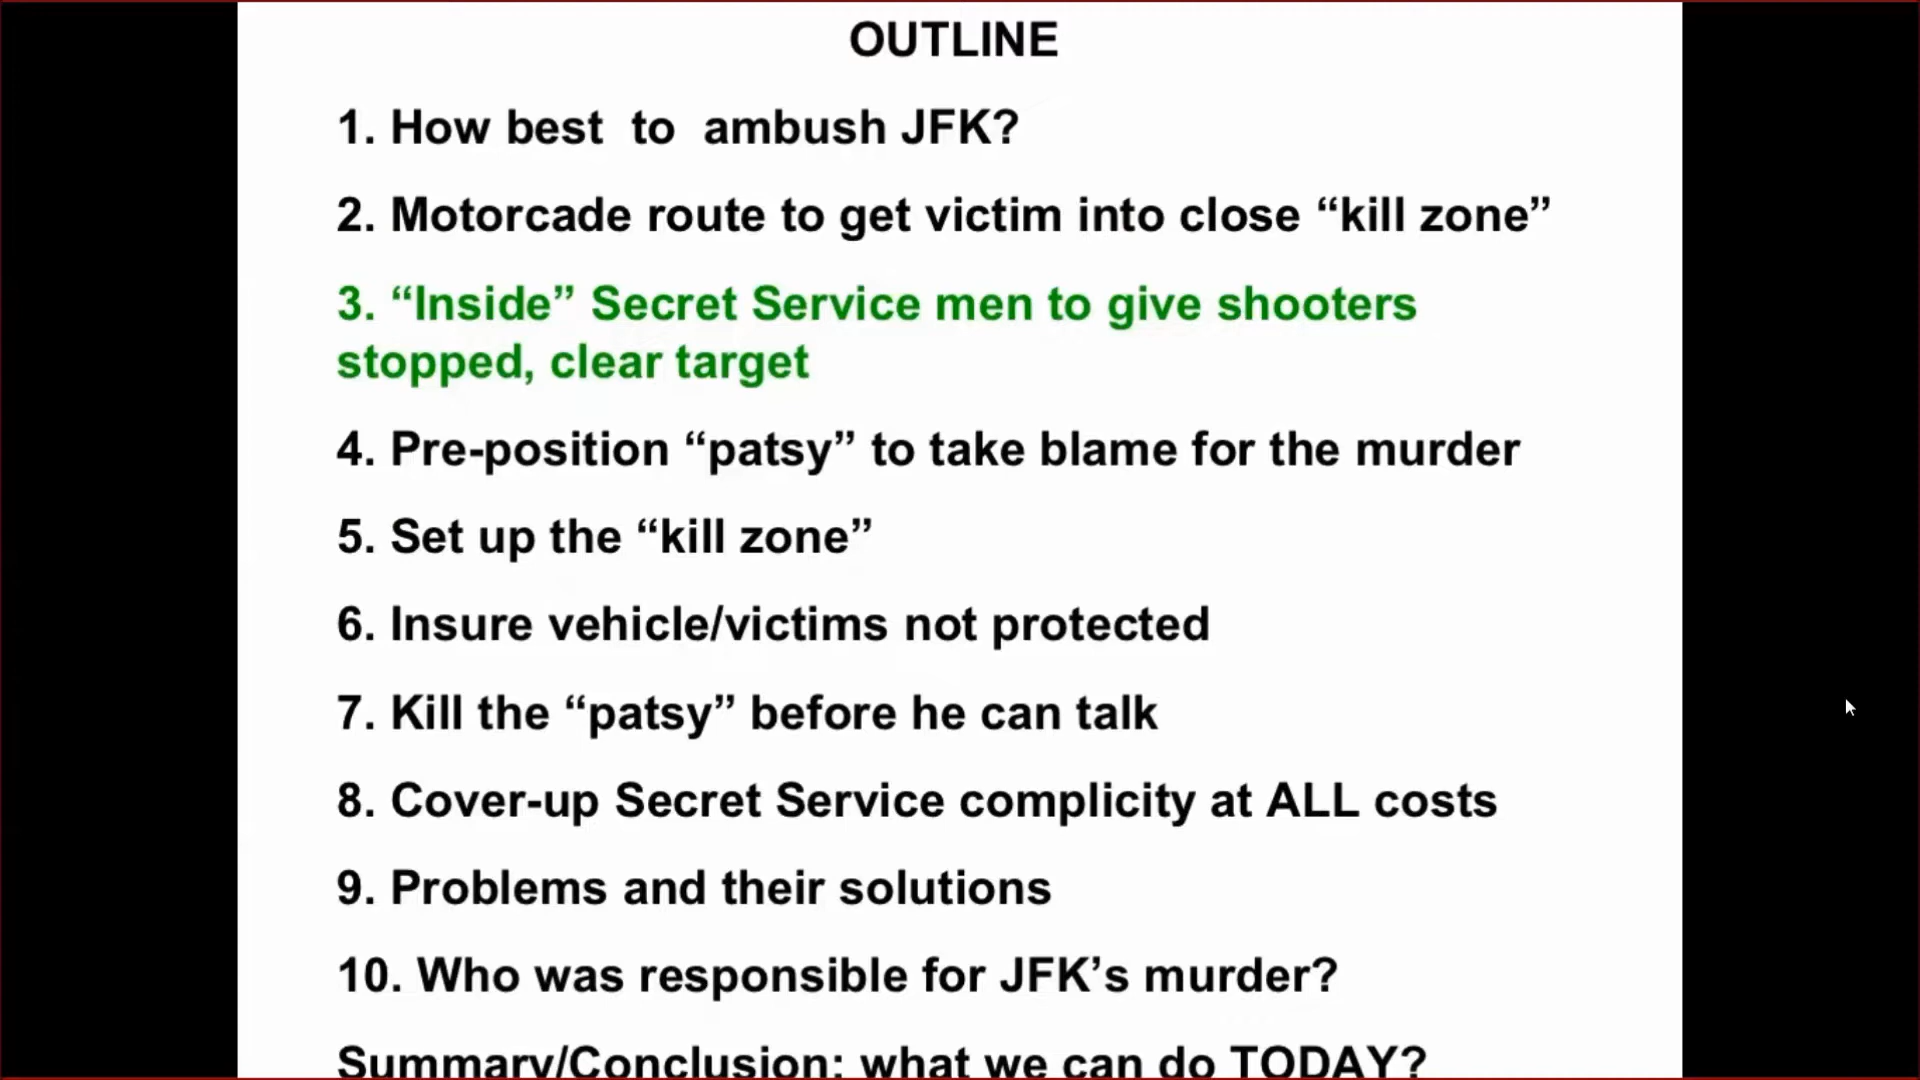 OUTLINE
1. How best to ambush JFK?
2. Motorcade route to get victim into close “kill zone”
3. “Inside” Secret Service men to give shooters
stopped, clear target
4. Pre-position “patsy” to take blame for the murder
5. Set up the “kill zone”
6. Insure vehicle/victims not protected
7. Kill the “patsy” before he can talk
8. Cover-up Secret Service complicity at ALL costs
9. Problems and their solutions
10. Who was responsible for JFK’s murder?
Summary/Conclusion: what we can do TODAY?